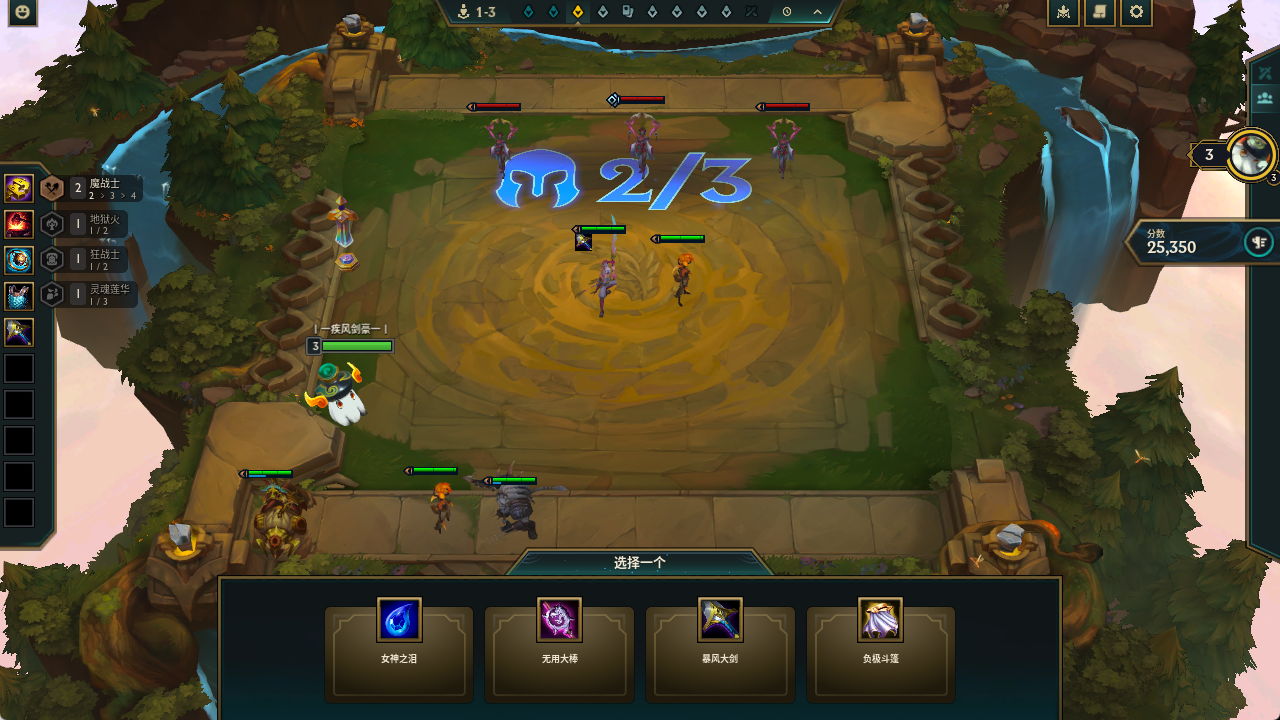 1-3
2/3
2
魔战士
2 > 3 > 4
1
地狱火
1 / 2
1
狂战士
1 / 2
1
灵魂莲华
1 / 3
3
3
分数
25,350
丨一疾风剑豪一丨
3
选择一个
女神之泪
无用大棒
暴风大剑
负极斗篷